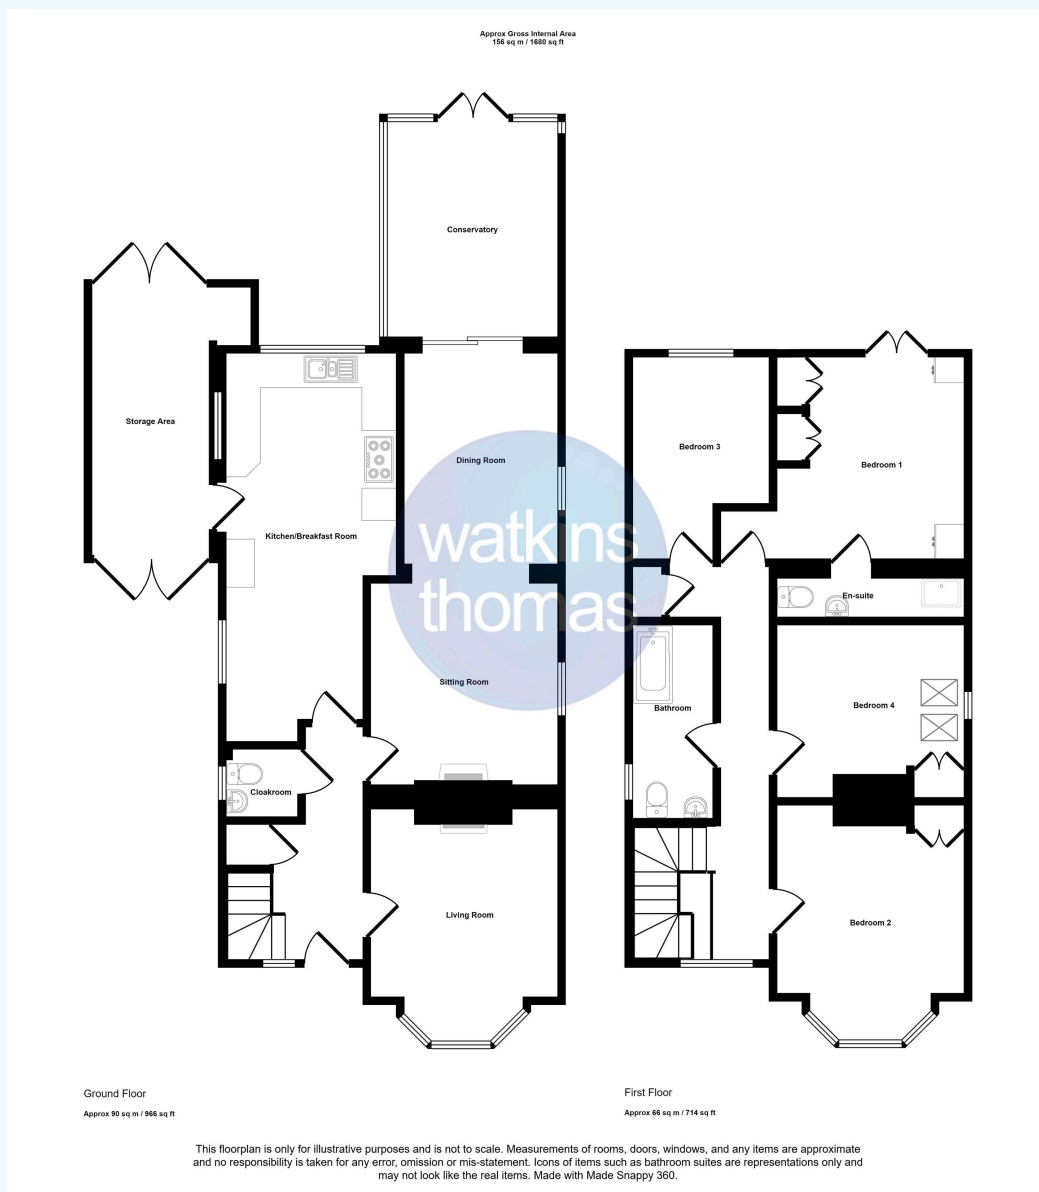 Approx Gross Internal Area
156 sq m / 1680 sq ft
Conservatory
Storage Area
Dining Room
Kitchen/Breakfast Room
Sitting Room
Cloakroom
Living Room
Bedroom 3
Bedroom 1
En-suite
Bathroom
Bedroom 4
Bedroom 2
watkins
thomas
Ground Floor
Approx 90 sq m / 966 sq ft
First Floor
Approx 66 sq m / 714 sq ft
This floorplan is only for illustrative purposes and is not to scale. Measurements of rooms, doors, windows, and any items are approximate
and no responsibility is taken for any error, omission or mis-statement. Icons of items such as bathroom suites are representations only and
may not look like the real items. Made with Made Snappy 360.